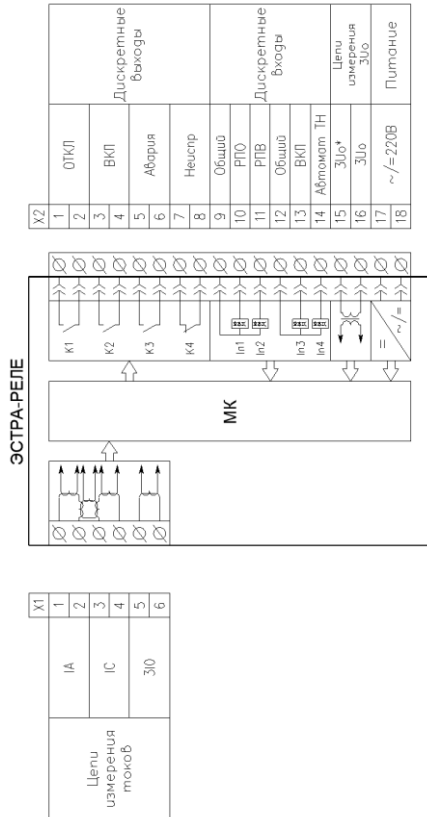 ЭСТРА-РЕЛЕ
X1
1
IA
2
3
IC
4
5
3I0
6
Цепи
измерения
токов
МК
K1
K2
K3
K4
In1
In2
In3
In4
=
~/=
X2
1
ОТКЛ
2
3
ВКЛ
4
5
Авария
6
7
Неиспр
8
Дискретные
выходы
9
Общий
10
РПО
11
РПВ
12
Общий
13
ВКЛ
14
Автомат ТН
Дискретные
входы
15
3Uo*
16
3Uo
Цепи
измерения
3Uo
17
~/=220В
18
Питание